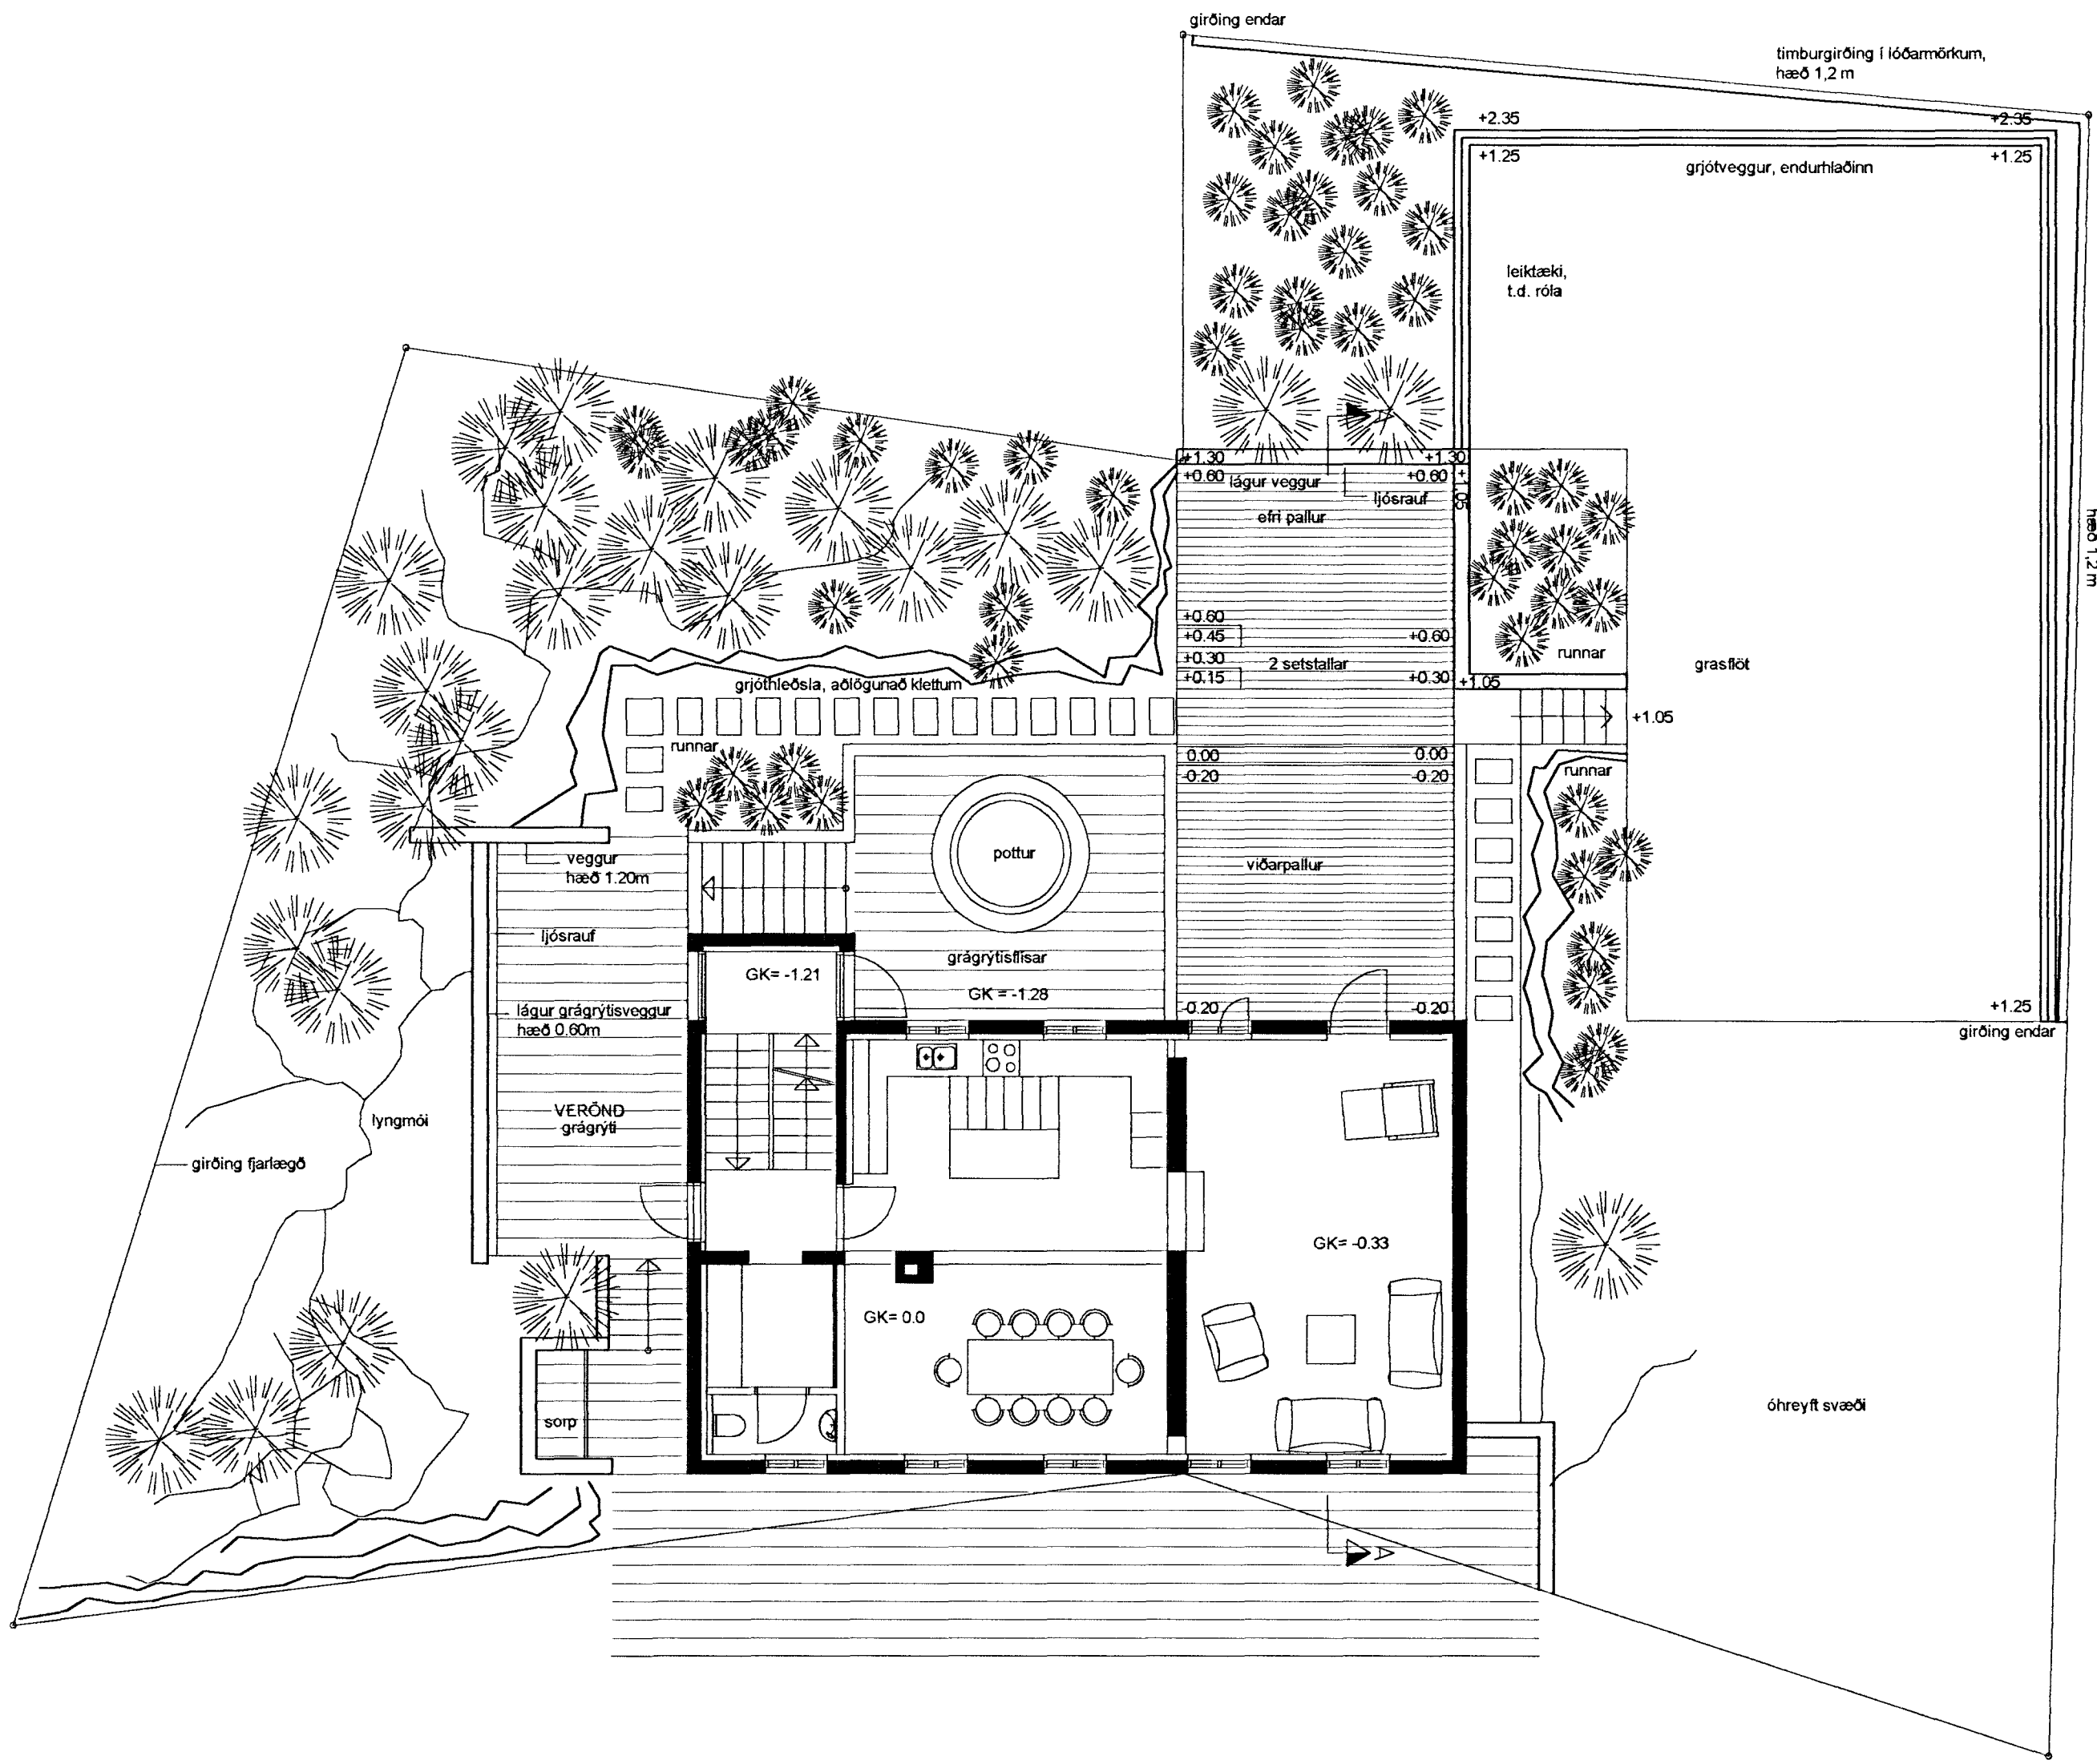 girðing endar
timburgirðing í lóðarmörkum,
hæð 1,2 m
+2.35
+2.35
+1.25
+1.25
grjótveggur, endurhlaðinn
leiktæki,
t.d. róla
+1.30
+1.30
+0.60
lágur veggur
+0.60
+1.05
ljósrauf
efri pallur
hæð 1,2 m
+0.60
+0.45
+0.60
+0.30
2 setstallar
+0.15
+0.30
+1.05
runnar
grasflöt
grjóthleðsla, aðlögunað klettum
+1.05
runnar
0.00
0.00
-0.20
-0.20
runnar
veggur
hæð 1.20m
pottur
viðarpallur
ljósrauf
grágrýtisflísar
GK= -1.21
GK = -1.28
-0.20
-0.20
+1.25
girðing endar
lágur grágrýtisveggur
hæð 0.60m
VERÖND
grágrýti
lyngmói
girðing fjarlægð
GK= -0.33
GK= 0.0
sorp
óhreyft svæði
A
A